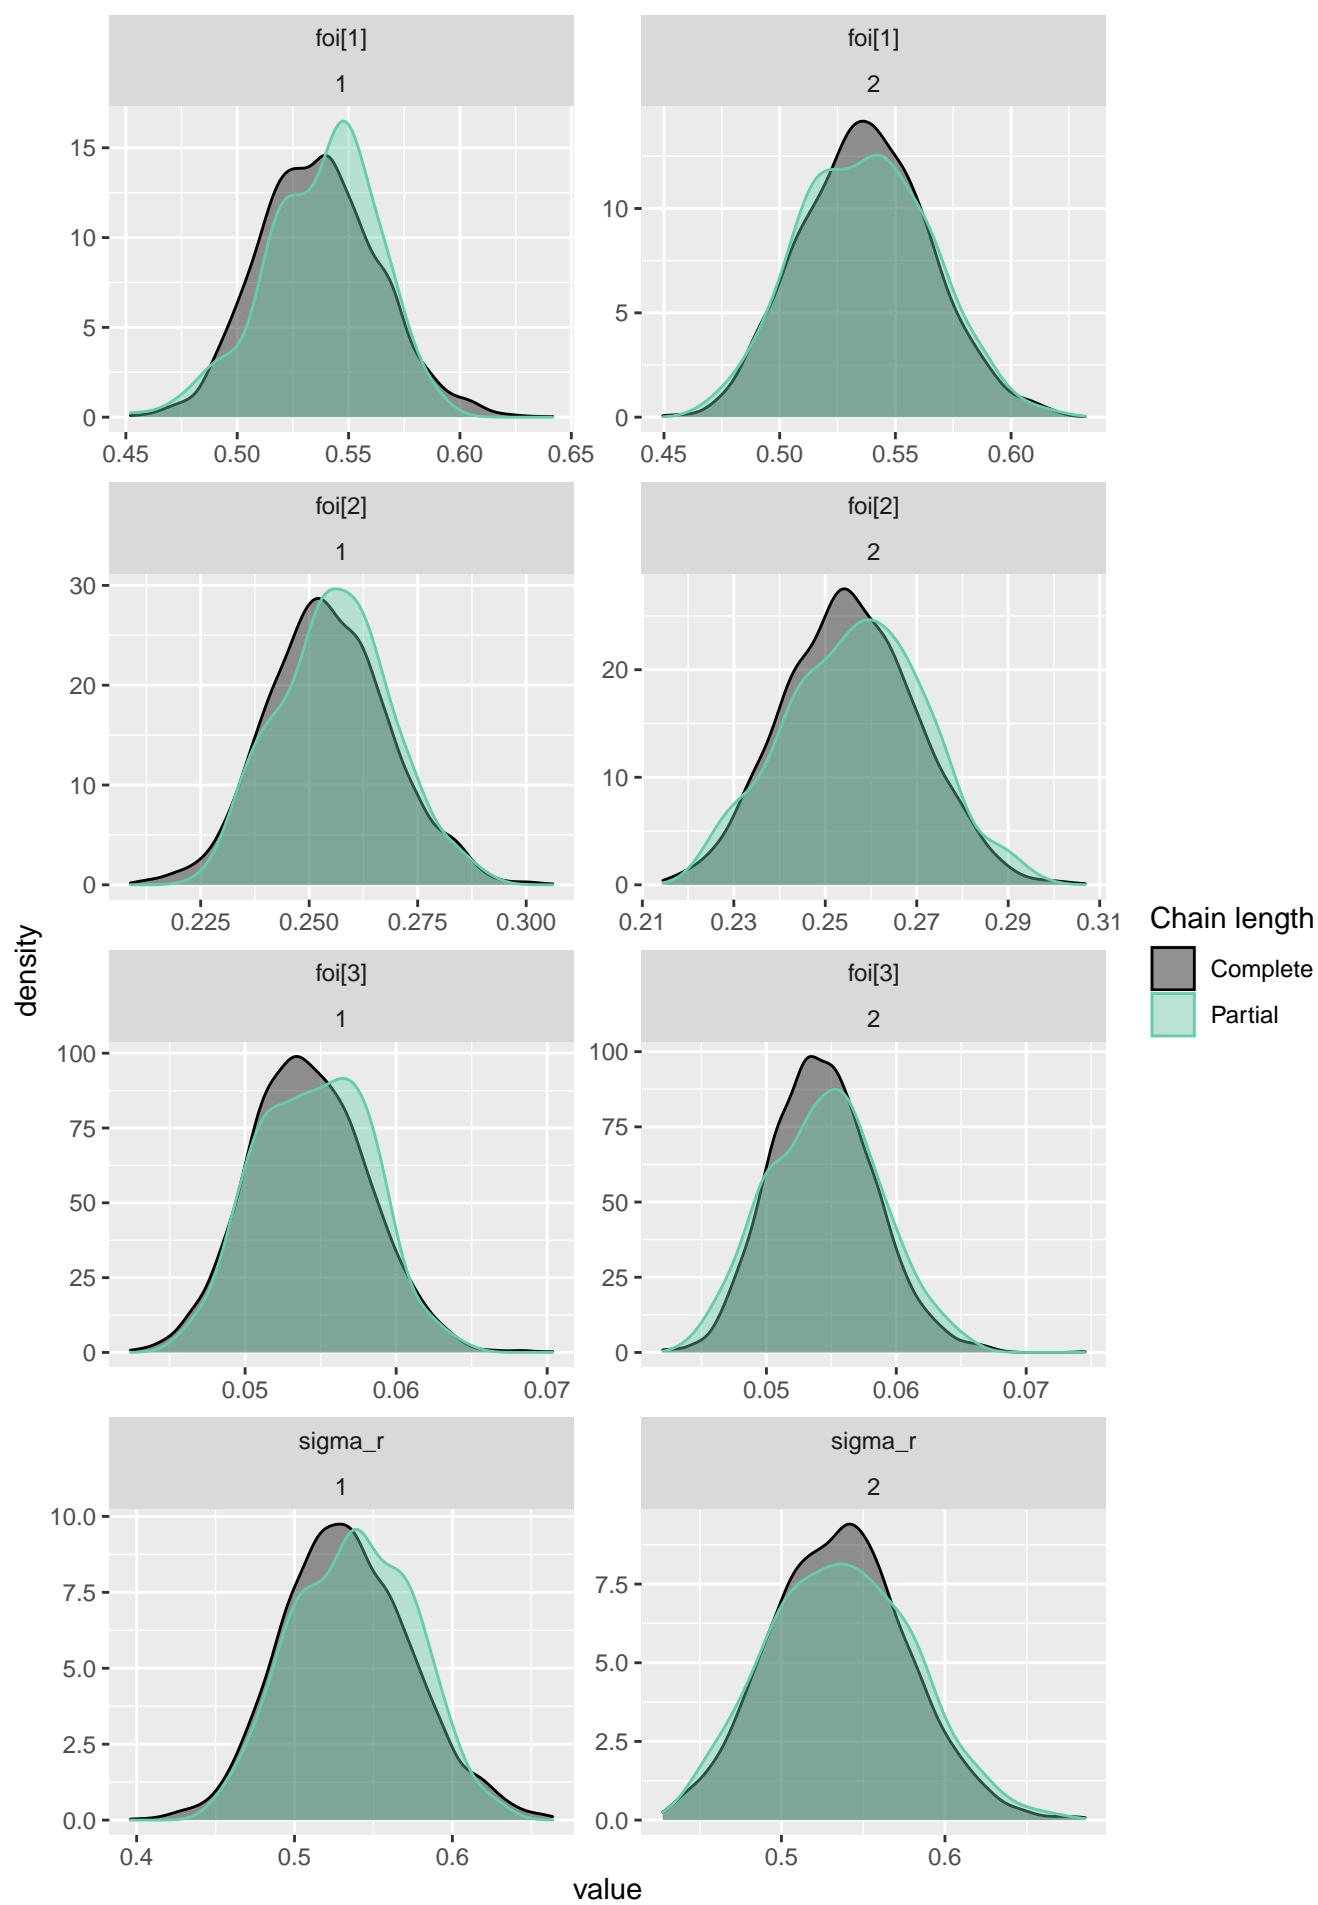 foi[1] foi[1]
1 2
15
10
5
0
10
5
0
0.45 0.50 0.55 0.60 0.65
0.45 0.50 0.55 0.60
foi[2] foi[2]
1 2
30
20
10
0
20
10
0
0.225 0.250 0.275 0.300
0.21 0.23 0.25 0.27 0.29 0.31
foi[3] foi[3]
1 2
100
75
50
25
0
100
75
50
25
0
0.05 0.06 0.07
0.05 0.06 0.07
sigma_r sigma_r
1 2
10.0
7.5
5.0
2.5
0.0
7.5
5.0
2.5
0.0
0.4 0.5 0.6
0.5 0.6
value
density
Chain length
Complete
Partial